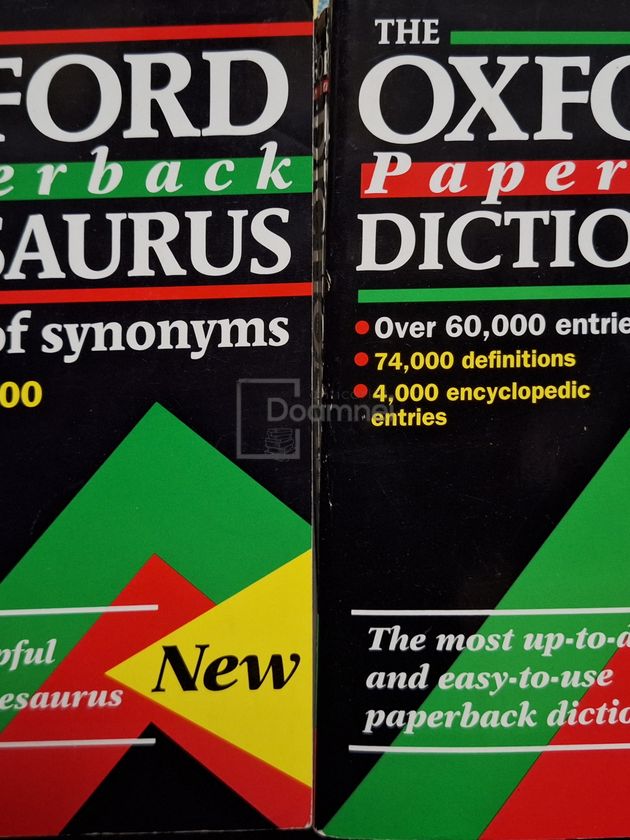 FORD
erback
SAURUS
of synonyms
00
pful
esaurus
New
THE
OXFO
Paper
DICTIO
Over 60,000 entrie
74,000 definitions
4,000 encyclopedic
entries
The most up-to-d
and easy-to-use
paperback dictio
Doamnei